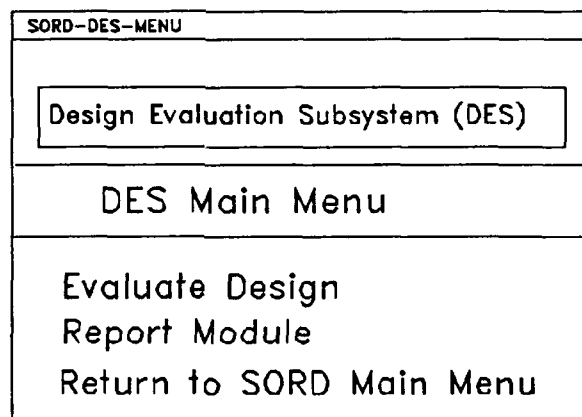 SORD-DES-MENU
Design Evaluation Subsystem (DES)
DES Main Menu
Evaluate Design
Report Module
Return to SORD Main Menu